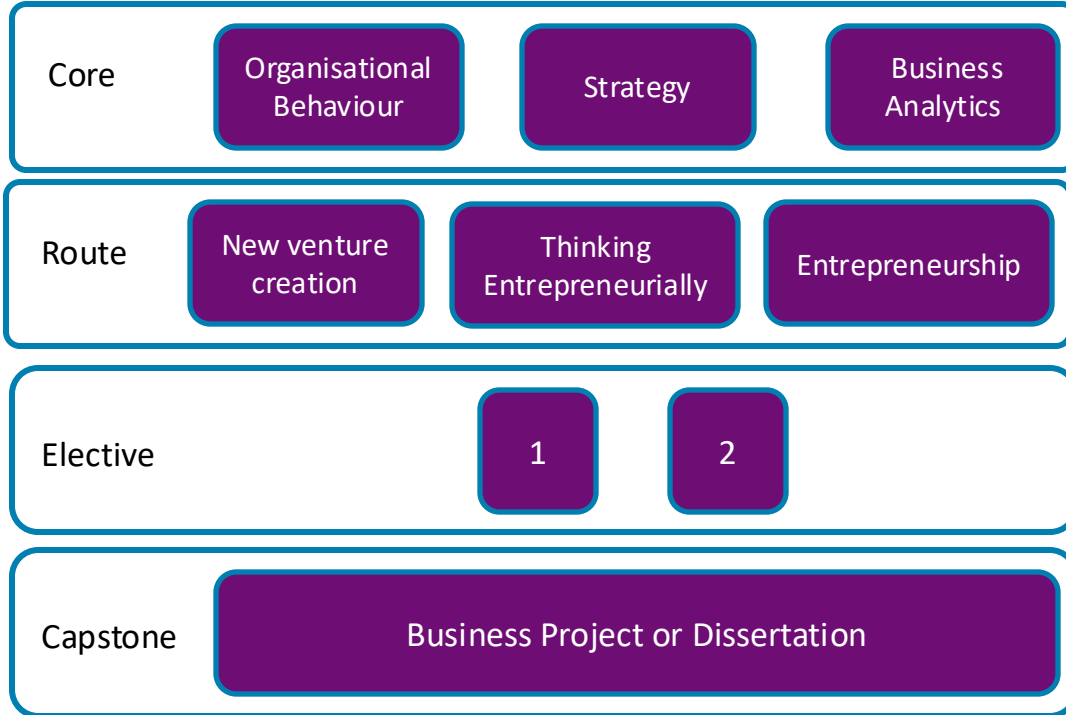 Core
Organisational
Behaviour
Strategy
Business
Analytics
Route
New venture
creation
Thinking
Entrepreneurially
Entrepreneurship
Elective
1
2
Capstone
Business Project or Dissertation